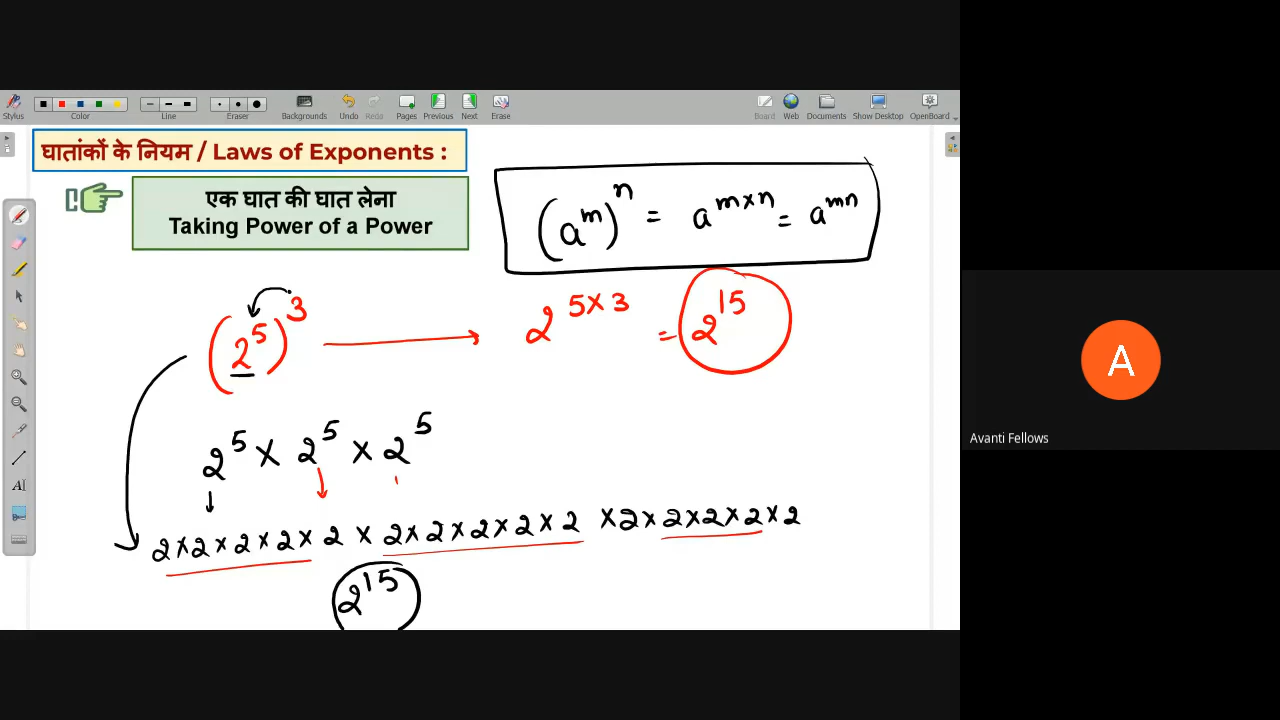 Stylus Color Line Eraser Backgrounds Undo Redo Pages Previous Next Erase Board Web Documents Show Desktop OpenBoard
घातांकों के नियम / Laws of Exponents :
एक घात की घात लेना
Taking Power of a Power
(a^m)^n = a^{m×n} = a^{mn}
(2^5)^3 → 2^{5×3} = 2^{15}
2^5 × 2^5 × 2^5
2×2×2×2×2 × 2×2×2×2×2 ×2×2×2×2×2
2^{15}
A
Avanti Fellows